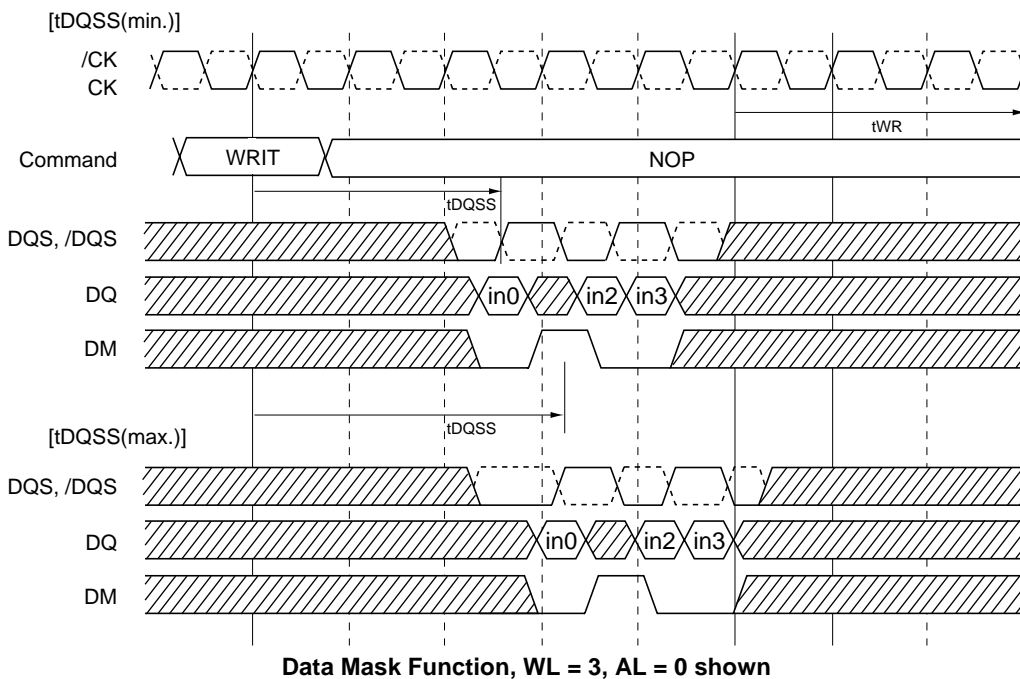 [tDQSS(min.)]
/CK
CK
tWR
Command
WRIT
NOP
tDQSS
DQS, /DQS
DQ
in0
in2
in3
DM
tDQSS
[tDQSS(max.)]
DQS, /DQS
DQ
in0
in2
in3
DM
Data Mask Function, WL = 3, AL = 0 shown